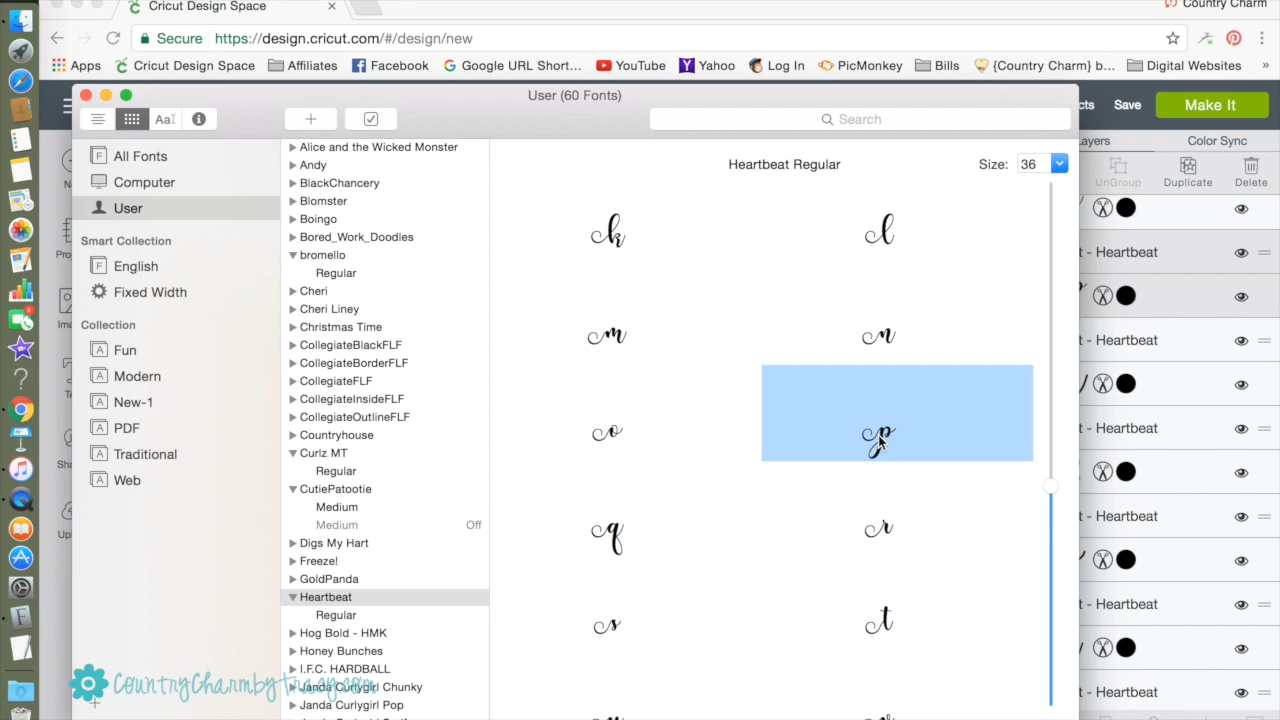 Cricut Design Space
Country Charm
Secure https://design.cricut.com/#/design/new
Apps Cricut Design Space Affiliates Facebook Google URL Short... YouTube Yahoo Log In PicMonkey Bills {Country Charm} b... Digital Websites »
User (60 Fonts)
Save
Make It
Search
ayers
Color Sync
UnGroup
Duplicate
Delete
All Fonts
Computer
User
Smart Collection
English
Fixed Width
Collection
Fun
Modern
New-1
PDF
Traditional
Web
Alice and the Wicked Monster
Andy
BlackChancery
Blomster
Boingo
Bored_Work_Doodles
bromello
Regular
Cheri
Cheri Liney
Christmas Time
CollegiateBlackFLF
CollegiateBorderFLF
CollegiateFLF
CollegiateInsideFLF
CollegiateOutlineFLF
Countryhouse
Curlz MT
Regular
CutiePatootie
Medium
Medium Off
Digs My Hart
Freeze!
GoldPanda
Heartbeat
Regular
Hog Bold - HMK
Honey Bunches
I.F.C. HARDBALL
Janda Curlygirl Chunky
Janda Curlygirl Pop
Heartbeat Regular
Size: 36
k l
m n
o p
q r
s t
t - Heartbeat
t - Heartbeat
t - Heartbeat
t - Heartbeat
t - Heartbeat
t - Heartbeat
CountryCharmbyTracy.com